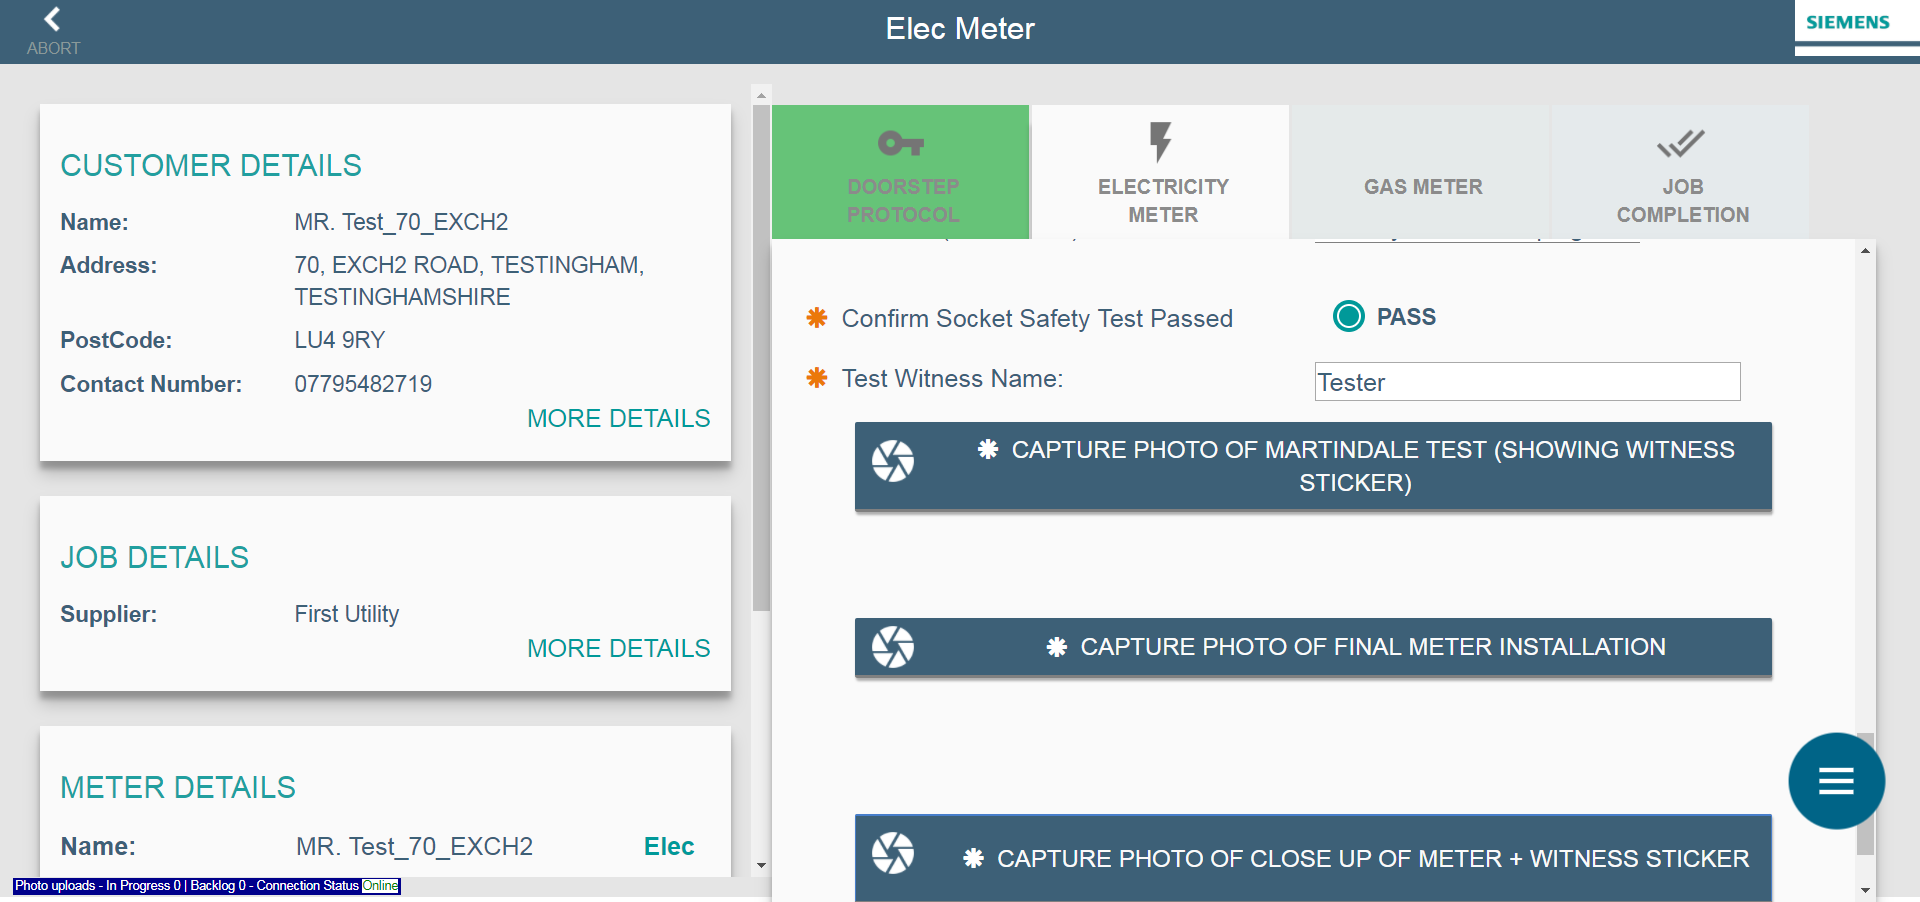 ABORT
Elec Meter
SIEMENS
CUSTOMER DETAILS
Name: MR. Test_70_EXCH2
Address: 70, EXCH2 ROAD, TESTINGHAM,
TESTINGHAMSHIRE
PostCode: LU4 9RY
Contact Number: 07795482719
MORE DETAILS
JOB DETAILS
Supplier: First Utility
MORE DETAILS
METER DETAILS
Name: MR. Test_70_EXCH2 Elec
Photo uploads - In Progress 0 | Backlog 0 - Connection Status Online
DOORSTEP
PROTOCOL
ELECTRICITY
METER
GAS METER
JOB
COMPLETION
✱ Confirm Socket Safety Test Passed PASS
✱ Test Witness Name: Tester
✱ CAPTURE PHOTO OF MARTINDALE TEST (SHOWING WITNESS
STICKER)
✱ CAPTURE PHOTO OF FINAL METER INSTALLATION
✱ CAPTURE PHOTO OF CLOSE UP OF METER + WITNESS STICKER